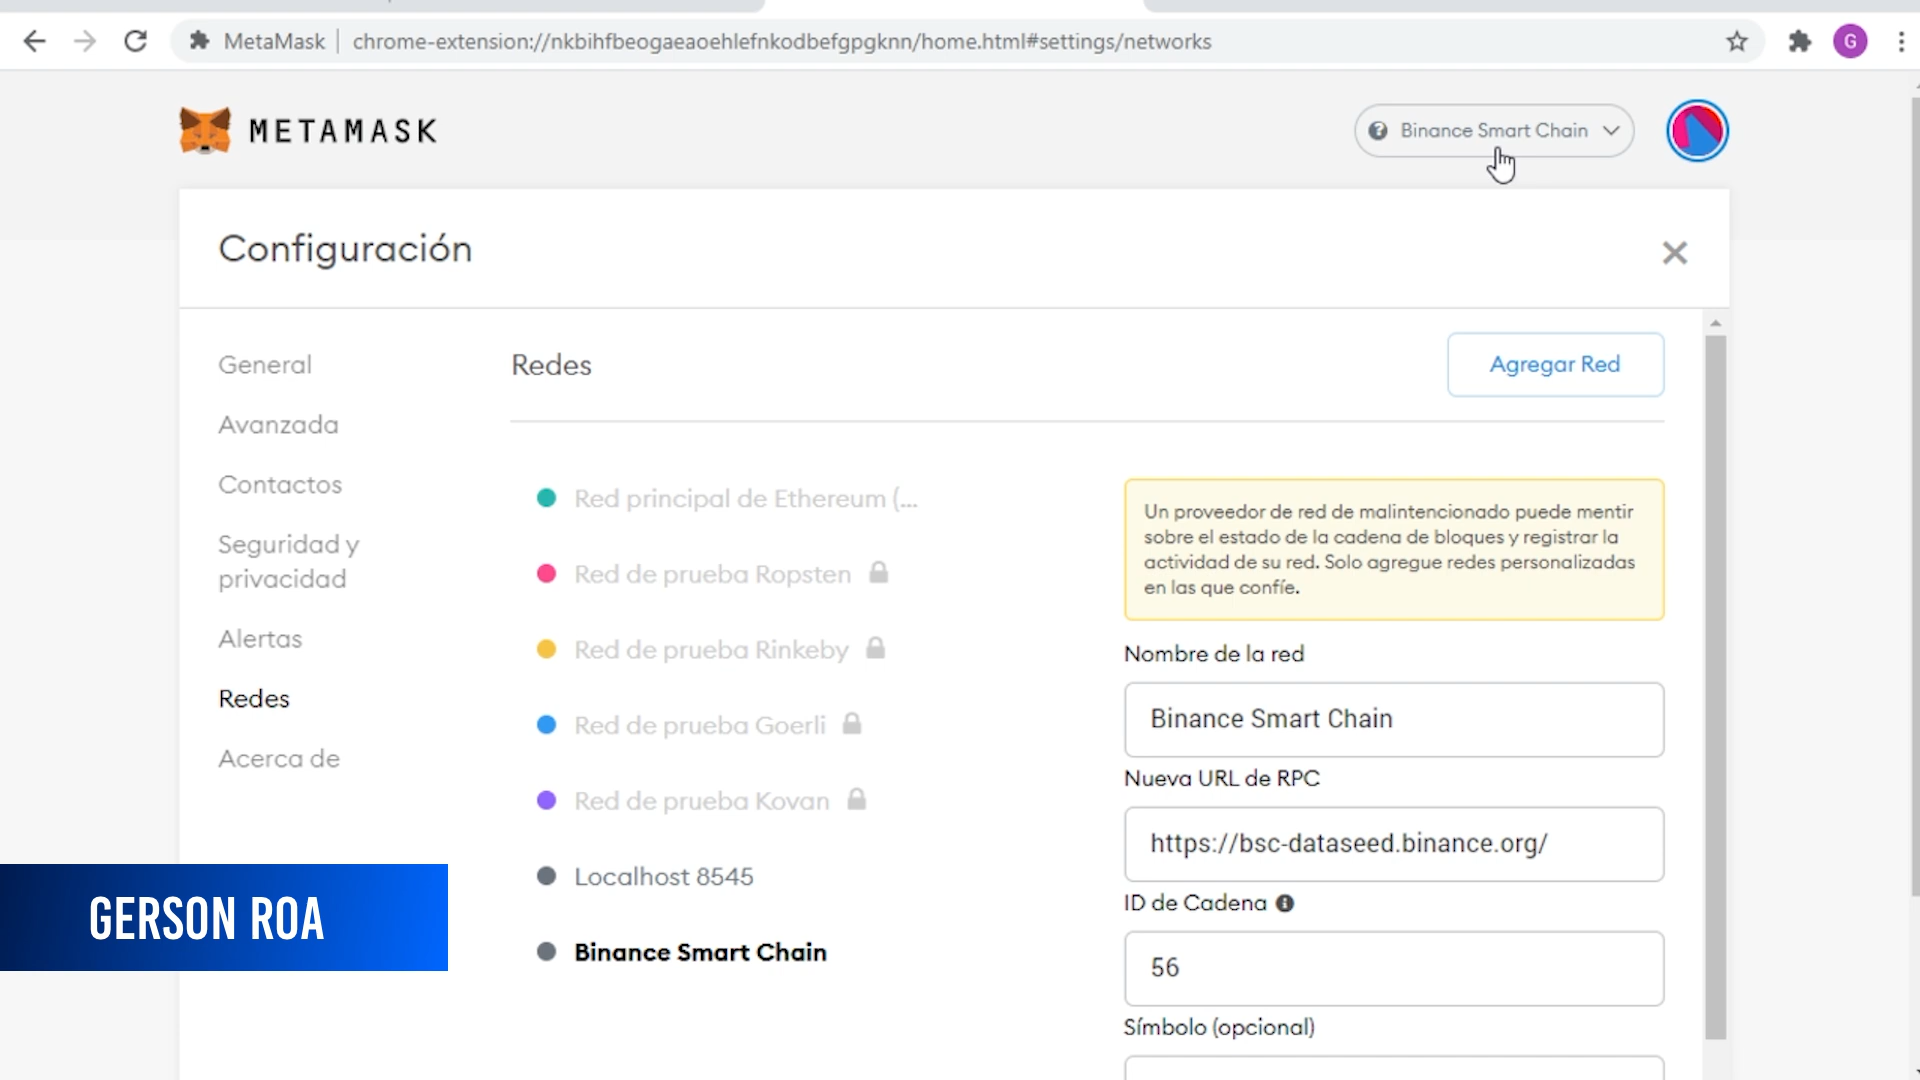 MetaMask
chrome-extension://nkbihfbeogaeaoehlefnkodbefgpgknn/home.html#settings/networks
G
METAMASK
Binance Smart Chain
Configuración
General
Avanzada
Contactos
Seguridad y
privacidad
Alertas
Redes
Acerca de
Redes
Agregar Red
Red principal de Ethereum (...
Red de prueba Ropsten
Red de prueba Rinkeby
Red de prueba Goerli
Red de prueba Kovan
Localhost 8545
Binance Smart Chain
Un proveedor de red de malintencionado puede mentir
sobre el estado de la cadena de bloques y registrar la
actividad de su red. Solo agregue redes personalizadas
en las que confíe.
Nombre de la red
Binance Smart Chain
Nueva URL de RPC
https://bsc-dataseed.binance.org/
ID de Cadena
56
Símbolo (opcional)
GERSON ROA